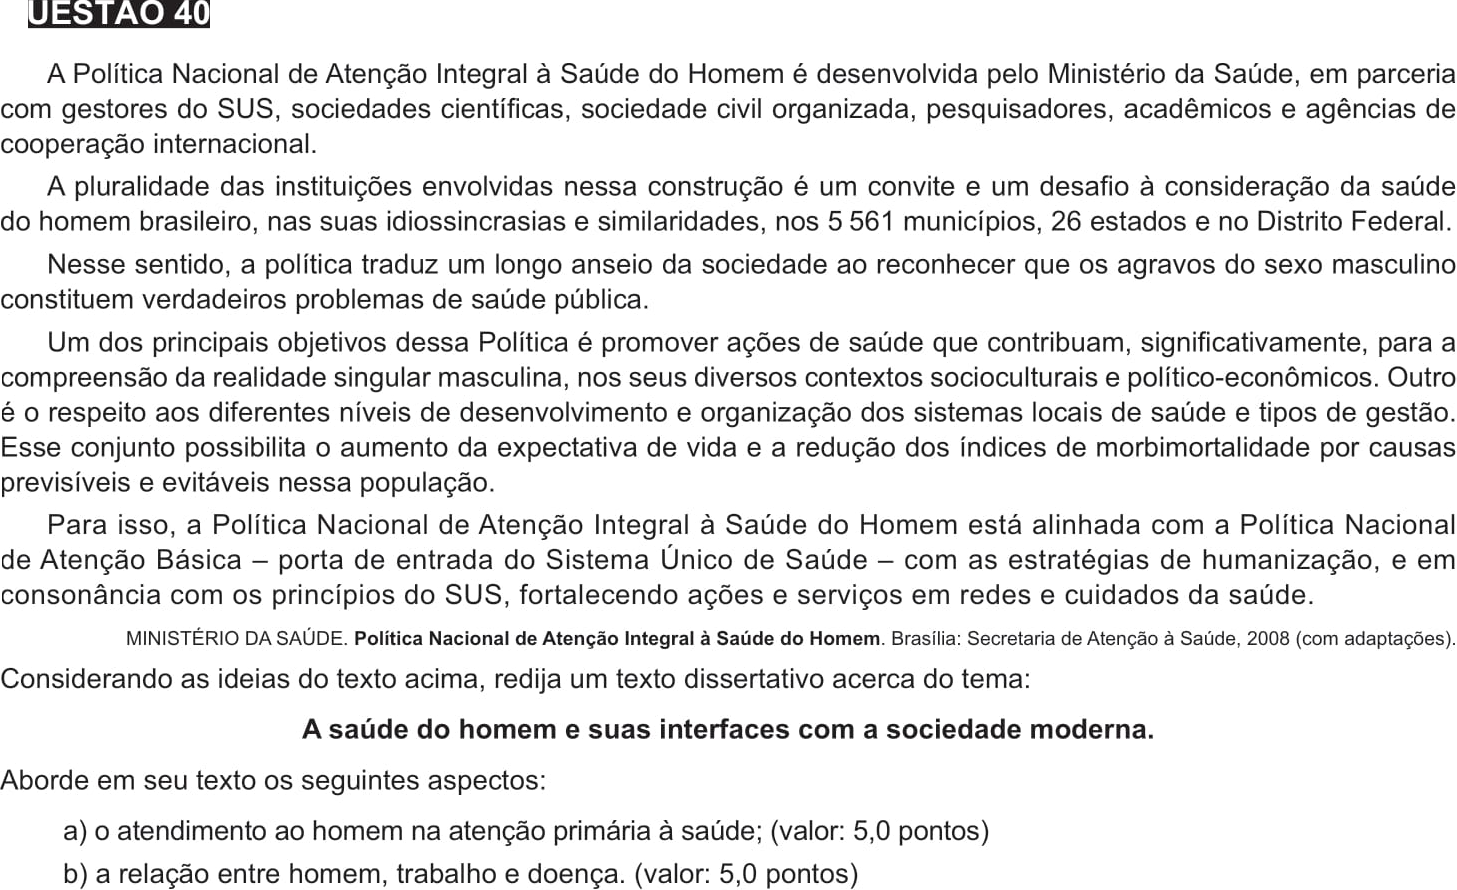 UESTÃO 40
A Política Nacional de Atenção Integral à Saúde do Homem é desenvolvida pelo Ministério da Saúde, em parceria
com gestores do SUS, sociedades científicas, sociedade civil organizada, pesquisadores, acadêmicos e agências de
cooperação internacional.
A pluralidade das instituições envolvidas nessa construção é um convite e um desafio à consideração da saúde
do homem brasileiro, nas suas idiossincrasias e similaridades, nos 5 561 municípios, 26 estados e no Distrito Federal.
Nesse sentido, a política traduz um longo anseio da sociedade ao reconhecer que os agravos do sexo masculino
constituem verdadeiros problemas de saúde pública.
Um dos principais objetivos dessa Política é promover ações de saúde que contribuam, significativamente, para a
compreensão da realidade singular masculina, nos seus diversos contextos socioculturais e político-econômicos. Outro
é o respeito aos diferentes níveis de desenvolvimento e organização dos sistemas locais de saúde e tipos de gestão.
Esse conjunto possibilita o aumento da expectativa de vida e a redução dos índices de morbimortalidade por causas
previsíveis e evitáveis nessa população.
Para isso, a Política Nacional de Atenção Integral à Saúde do Homem está alinhada com a Política Nacional
de Atenção Básica – porta de entrada do Sistema Único de Saúde – com as estratégias de humanização, e em
consonância com os princípios do SUS, fortalecendo ações e serviços em redes e cuidados da saúde.
MINISTÉRIO DA SAÚDE. Política Nacional de Atenção Integral à Saúde do Homem. Brasília: Secretaria de Atenção à Saúde, 2008 (com adaptações).
Considerando as ideias do texto acima, redija um texto dissertativo acerca do tema:
A saúde do homem e suas interfaces com a sociedade moderna.
Aborde em seu texto os seguintes aspectos:
a) o atendimento ao homem na atenção primária à saúde; (valor: 5,0 pontos)
b) a relação entre homem, trabalho e doença. (valor: 5,0 pontos)